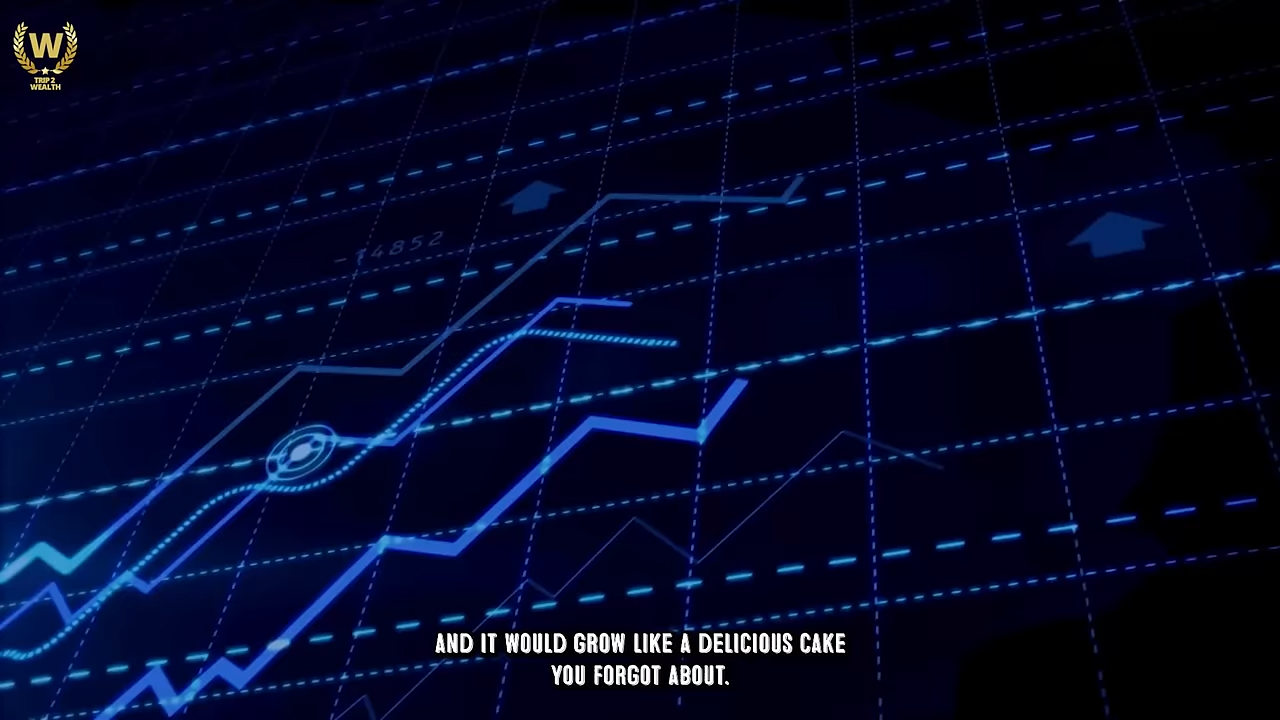 W
TRIP 2
WEALTH
AND IT WOULD GROW LIKE A DELICIOUS CAKE
YOU FORGOT ABOUT.